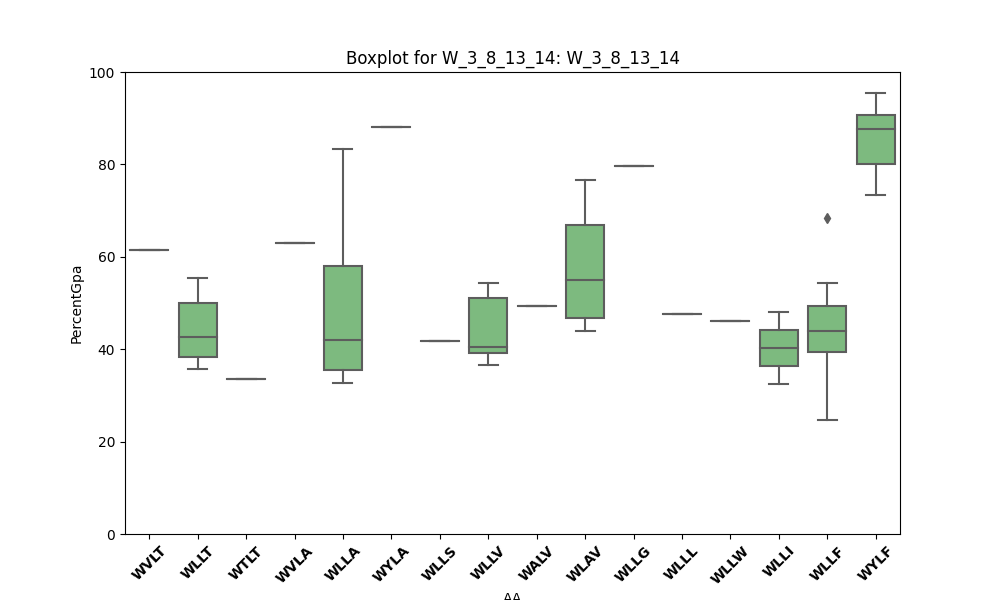 Boxplot for W_3_8_13_14: W_3_8_13_14
PercentGpa
100
80
60
40
20
0
WVLT WLLT WTLT WVLA WLLA WYLA WLLS WLLV WALV WLAV WLLG WLLL WLLW WLLI WLLF WYLF
AA